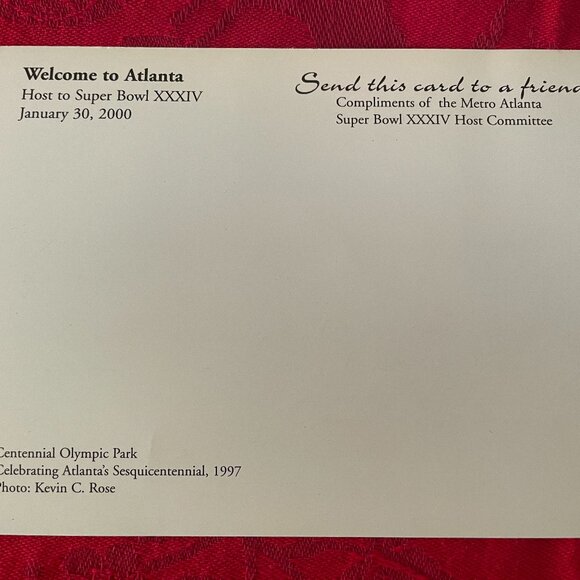 Welcome to Atlanta
Host to Super Bowl XXXIV
January 30, 2000
Send this card to a friend
Compliments of the Metro Atlanta
Super Bowl XXXIV Host Committee
Centennial Olympic Park
Celebrating Atlanta's Sesquicentennial, 1997
Photo: Kevin C. Rose